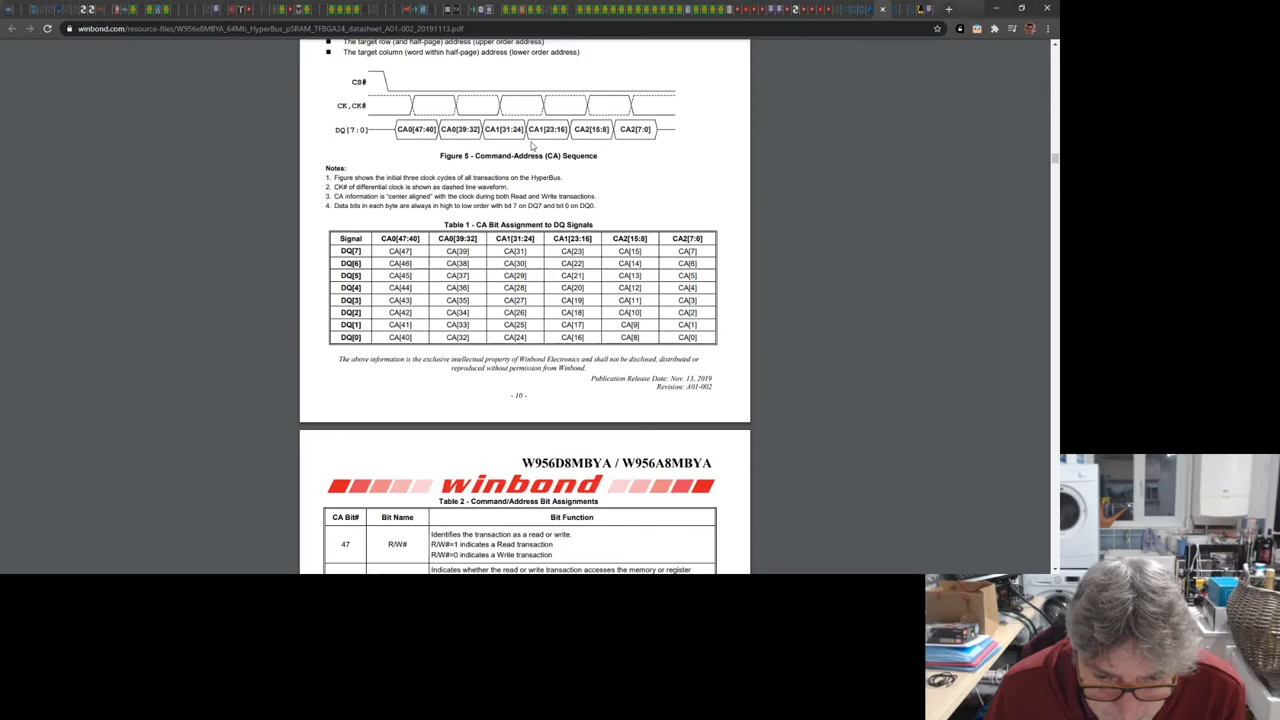 winbond.com/resource-files/W956x8MBYA_64Mb_HyperBus_pSRAM_TFBGA24_datasheet_A01-002_20191113.pdf
■ The target row (and half-page) address (upper order address)
■ The target column (word within half-page) address (lower order address)
CS#
CK,CK#
DQ[7:0] CA0[47:40] CA0[39:32] CA1[31:24] CA1[23:16] CA2[15:8] CA2[7:0]
Figure 5 - Command-Address (CA) Sequence
Notes:
1. Figure shows the initial three clock cycles of all transactions on the HyperBus.
2. CK# of differential clock is shown as dashed line waveform.
3. CA information is "center aligned" with the clock during both Read and Write transactions.
4. Data bits in each byte are always in high to low order with bit 7 on DQ7 and bit 0 on DQ0.
Table 1 - CA Bit Assignment to DQ Signals
Signal CA0[47:40] CA0[39:32] CA1[31:24] CA1[23:16] CA2[15:8] CA2[7:0]
DQ[7] CA[47] CA[39] CA[31] CA[23] CA[15] CA[7]
DQ[6] CA[46] CA[38] CA[30] CA[22] CA[14] CA[6]
DQ[5] CA[45] CA[37] CA[29] CA[21] CA[13] CA[5]
DQ[4] CA[44] CA[36] CA[28] CA[20] CA[12] CA[4]
DQ[3] CA[43] CA[35] CA[27] CA[19] CA[11] CA[3]
DQ[2] CA[42] CA[34] CA[26] CA[18] CA[10] CA[2]
DQ[1] CA[41] CA[33] CA[25] CA[17] CA[9] CA[1]
DQ[0] CA[40] CA[32] CA[24] CA[16] CA[8] CA[0]
The above information is the exclusive intellectual property of Winbond Electronics and shall not be disclosed, distributed or
reproduced without permission from Winbond.
Publication Release Date: Nov. 13, 2019
Revision: A01-002
- 10 -
W956D8MBYA / W956A8MBYA
winbond
Table 2 - Command/Address Bit Assignments
CA Bit# Bit Name Bit Function
Identifies the transaction as a read or write.
47 R/W# R/W#=1 indicates a Read transaction
R/W#=0 indicates a Write transaction
Indicates whether the read or write transaction accesses the memory or register